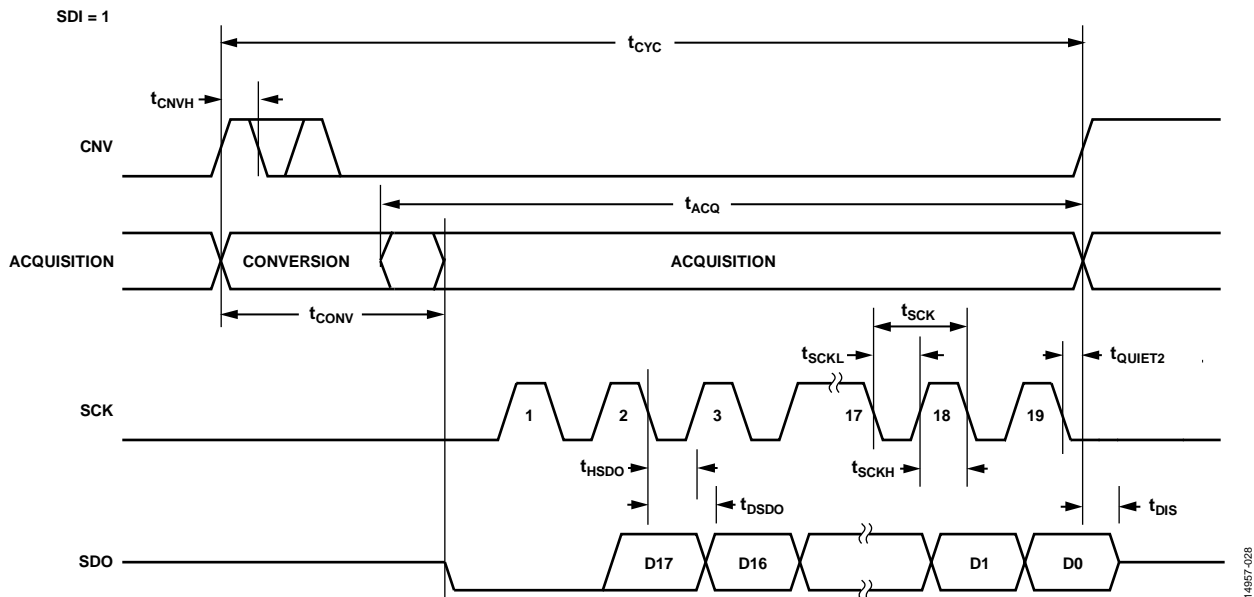 SDI = 1
tCYC
tCNVH
CNV
tACQ
ACQUISITION
CONVERSION
ACQUISITION
tCONV
tSCK
tSCKL
tQUIET2
SCK
1
2
3
17
18
19
tHSDO
tSCKH
tDSDO
tDIS
SDO
D17
D16
D1
D0
14957-028